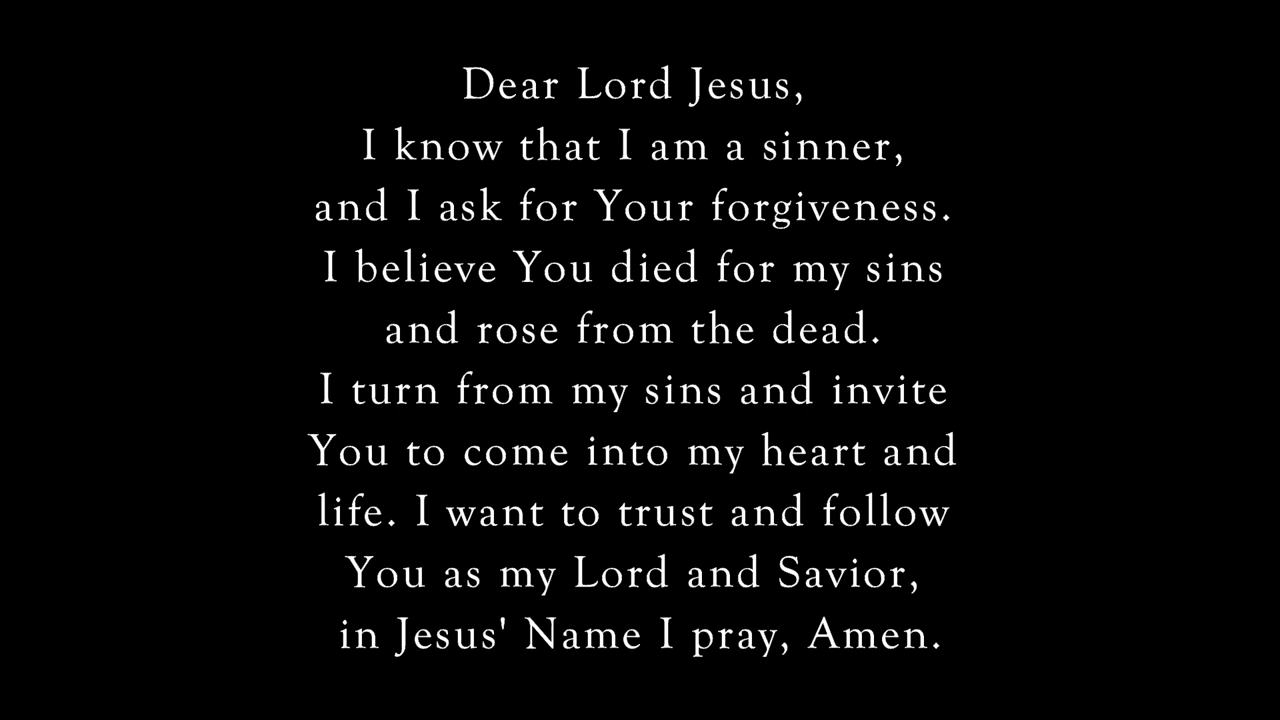 Dear Lord Jesus,
I know that I am a sinner,
and I ask for Your forgiveness.
I believe You died for my sins
and rose from the dead.
I turn from my sins and invite
You to come into my heart and
life. I want to trust and follow
You as my Lord and Savior,
in Jesus' Name I pray, Amen.